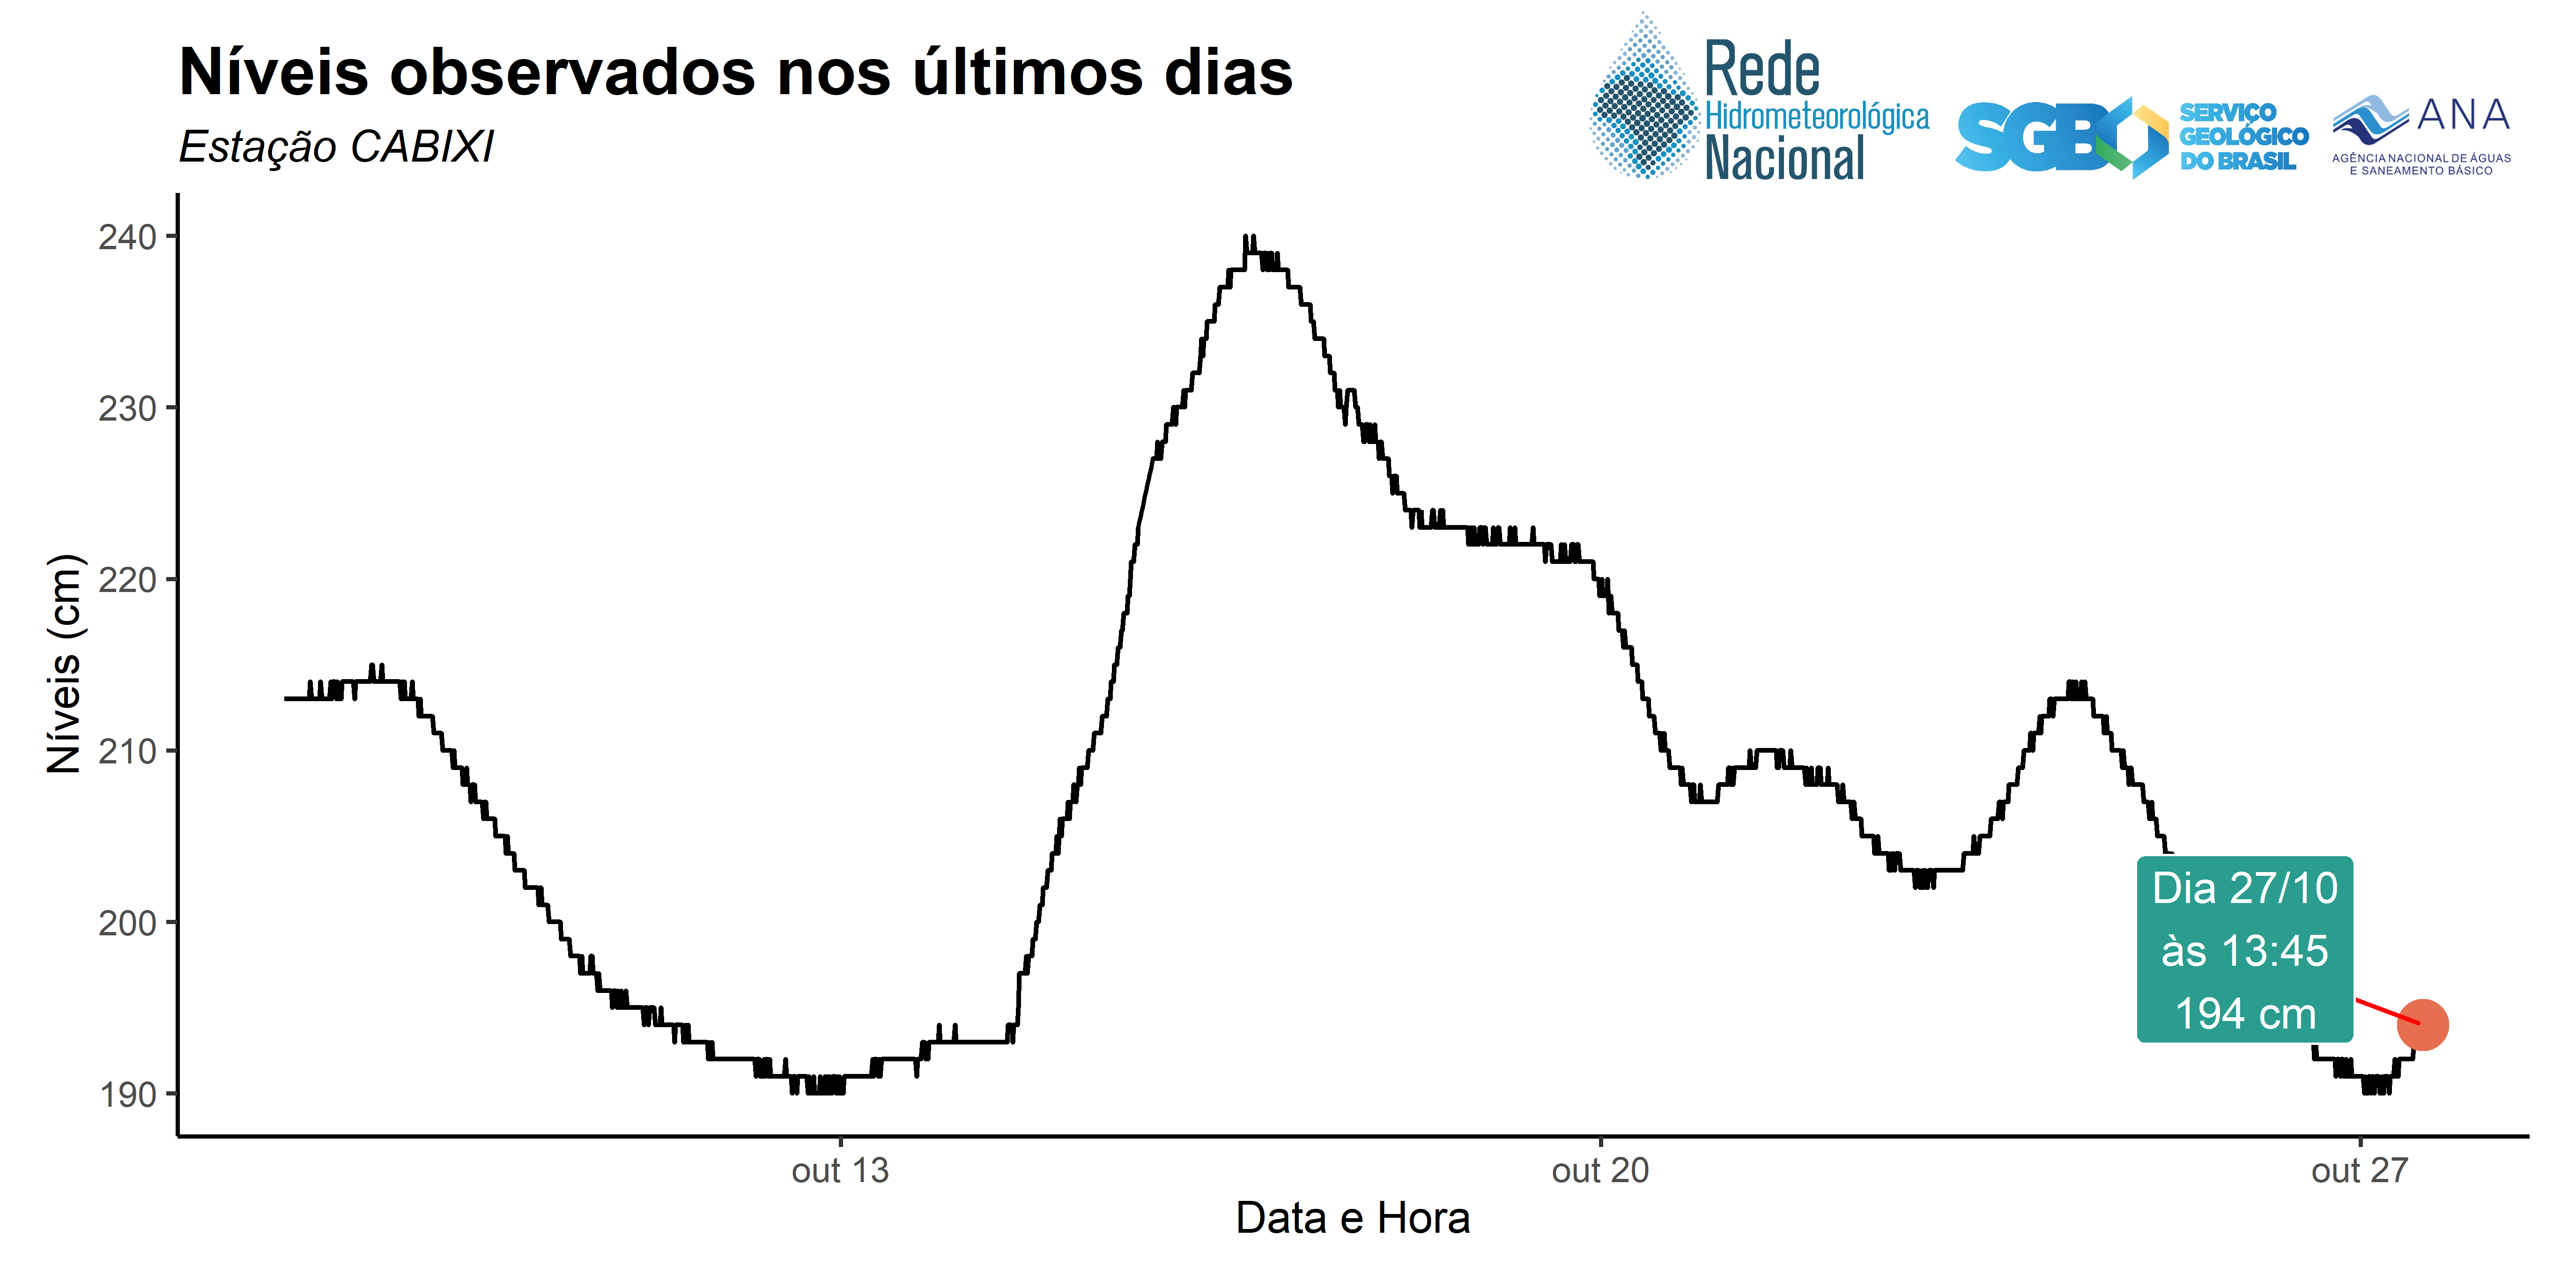 Níveis observados nos últimos dias
Estação CABIXI
Rede
Hidrometeorológica
Nacional
SGB
SERVIÇO
GEOLÓGICO
DO BRASIL
ANA
AGÊNCIA NACIONAL DE ÁGUAS
E SANEAMENTO BÁSICO
Níveis (cm)
240
230
220
210
200
190
Dia 27/10
às 13:45
194 cm
out 13
out 20
out 27
Data e Hora